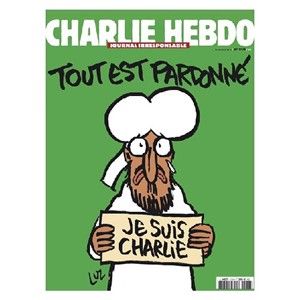 CHARLIE HEBDO
JOURNAL IRRESPONSABLE
TOUT EST PARDONNÉ
JE SUIS
CHARLIE
LUZ